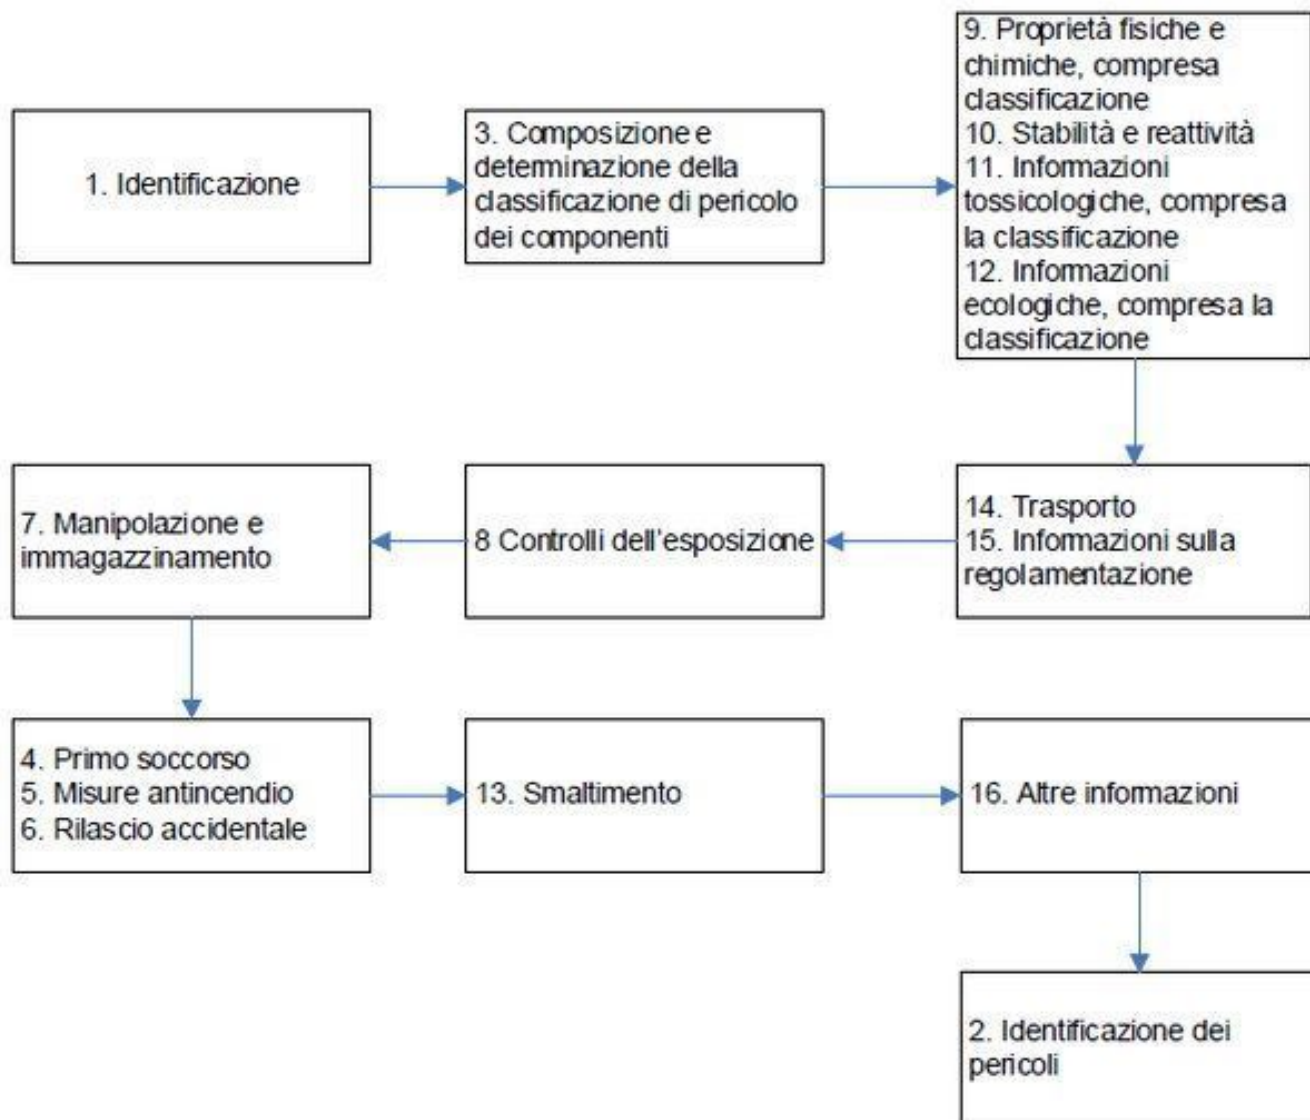 1. Identificazione
3. Composizione e
determinazione della
classificazione di pericolo
dei componenti
9. Proprietà fisiche e
chimiche, compresa
classificazione
10. Stabilità e reattività
11. Informazioni
tossicologiche, compresa
la classificazione
12. Informazioni
ecologiche, compresa la
classificazione
7. Manipolazione e
immagazzinamento
8 Controlli dell'esposizione
14. Trasporto
15. Informazioni sulla
regolamentazione
4. Primo soccorso
5. Misure antincendio
6. Rilascio accidentale
13. Smaltimento
16. Altre informazioni
2. Identificazione dei
pericoli